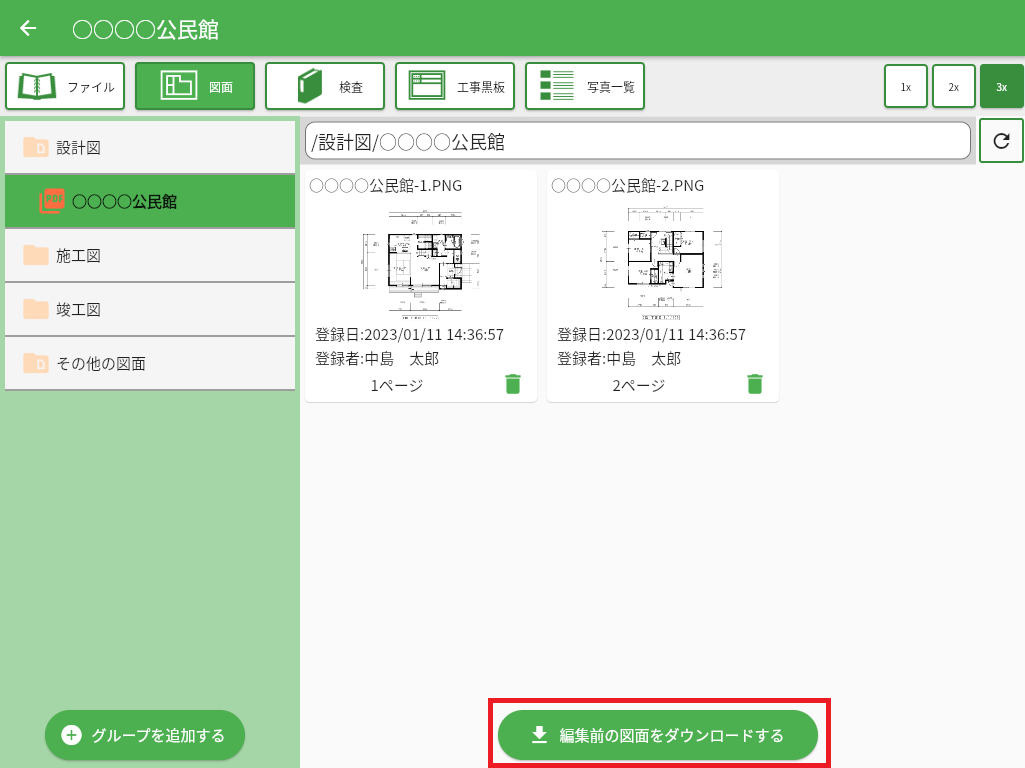 ○○○○公民館
ファイル
図面
検査
工事黒板
写真一覧
1x
2x
3x
設計図
PDF
○○○○公民館
施工図
竣工図
その他の図面
グループを追加する
/設計図/○○○○公民館
○○○○公民館-1.PNG
登録日:2023/01/11 14:36:57
登録者:中島　太郎
1ページ
○○○○公民館-2.PNG
登録日:2023/01/11 14:36:57
登録者:中島　太郎
2ページ
編集前の図面をダウンロードする